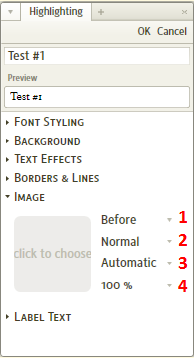 Highlighting
OK Cancel
Test #1
Preview
Test #1
Font Styling
Background
Text Effects
Borders & Lines
Image
click to choose
Before 1
Normal 2
Automatic 3
100 % 4
Label Text